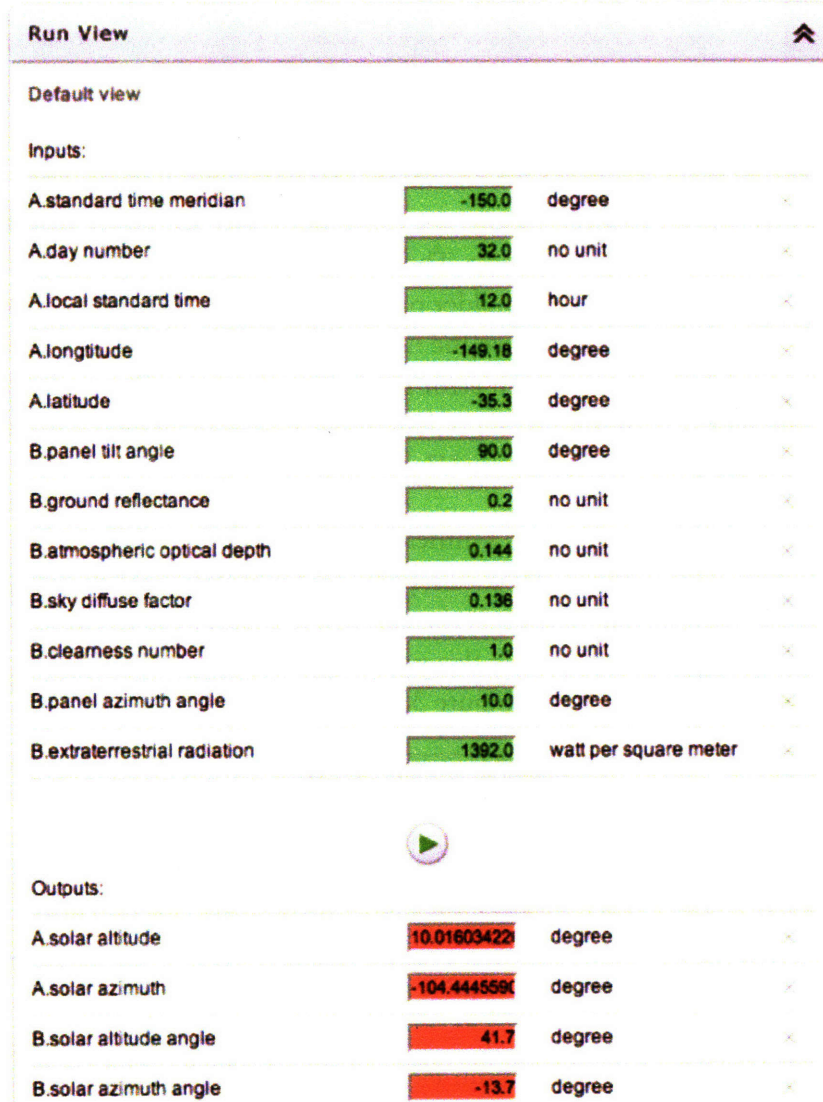 Run View
Default view
Inputs:
A.standard time meridian -150.0 degree
A.day number 32.0 no unit
A.local standard time 12.0 hour
A.longtitude -149.18 degree
A.latitude -35.3 degree
B.panel tilt angle 90.0 degree
B.ground reflectance 0.2 no unit
B.atmospheric optical depth 0.144 no unit
B.sky diffuse factor 0.136 no unit
B.clearness number 1.0 no unit
B.panel azimuth angle 10.0 degree
B.extraterrestrial radiation 1392.0 watt per square meter
Outputs:
A.solar altitude 10.016034220 degree
A.solar azimuth -104.4445590 degree
B.solar altitude angle 41.7 degree
B.solar azimuth angle -13.7 degree